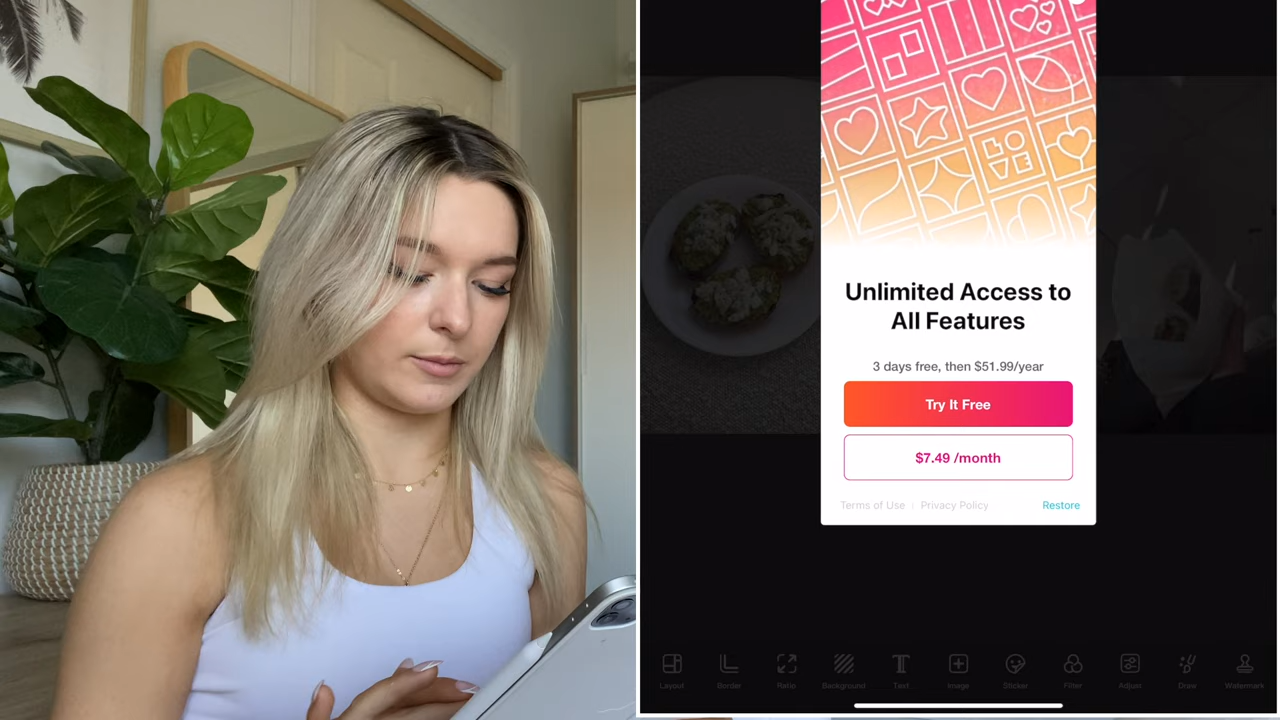 Unlimited Access to
All Features
3 days free, then $51.99/year
Try It Free
$7.49 /month
Terms of Use | Privacy Policy
Restore
Layout
Border
Ratio
Background
Text
Image
Sticker
Filter
Adjust
Draw
Watermark